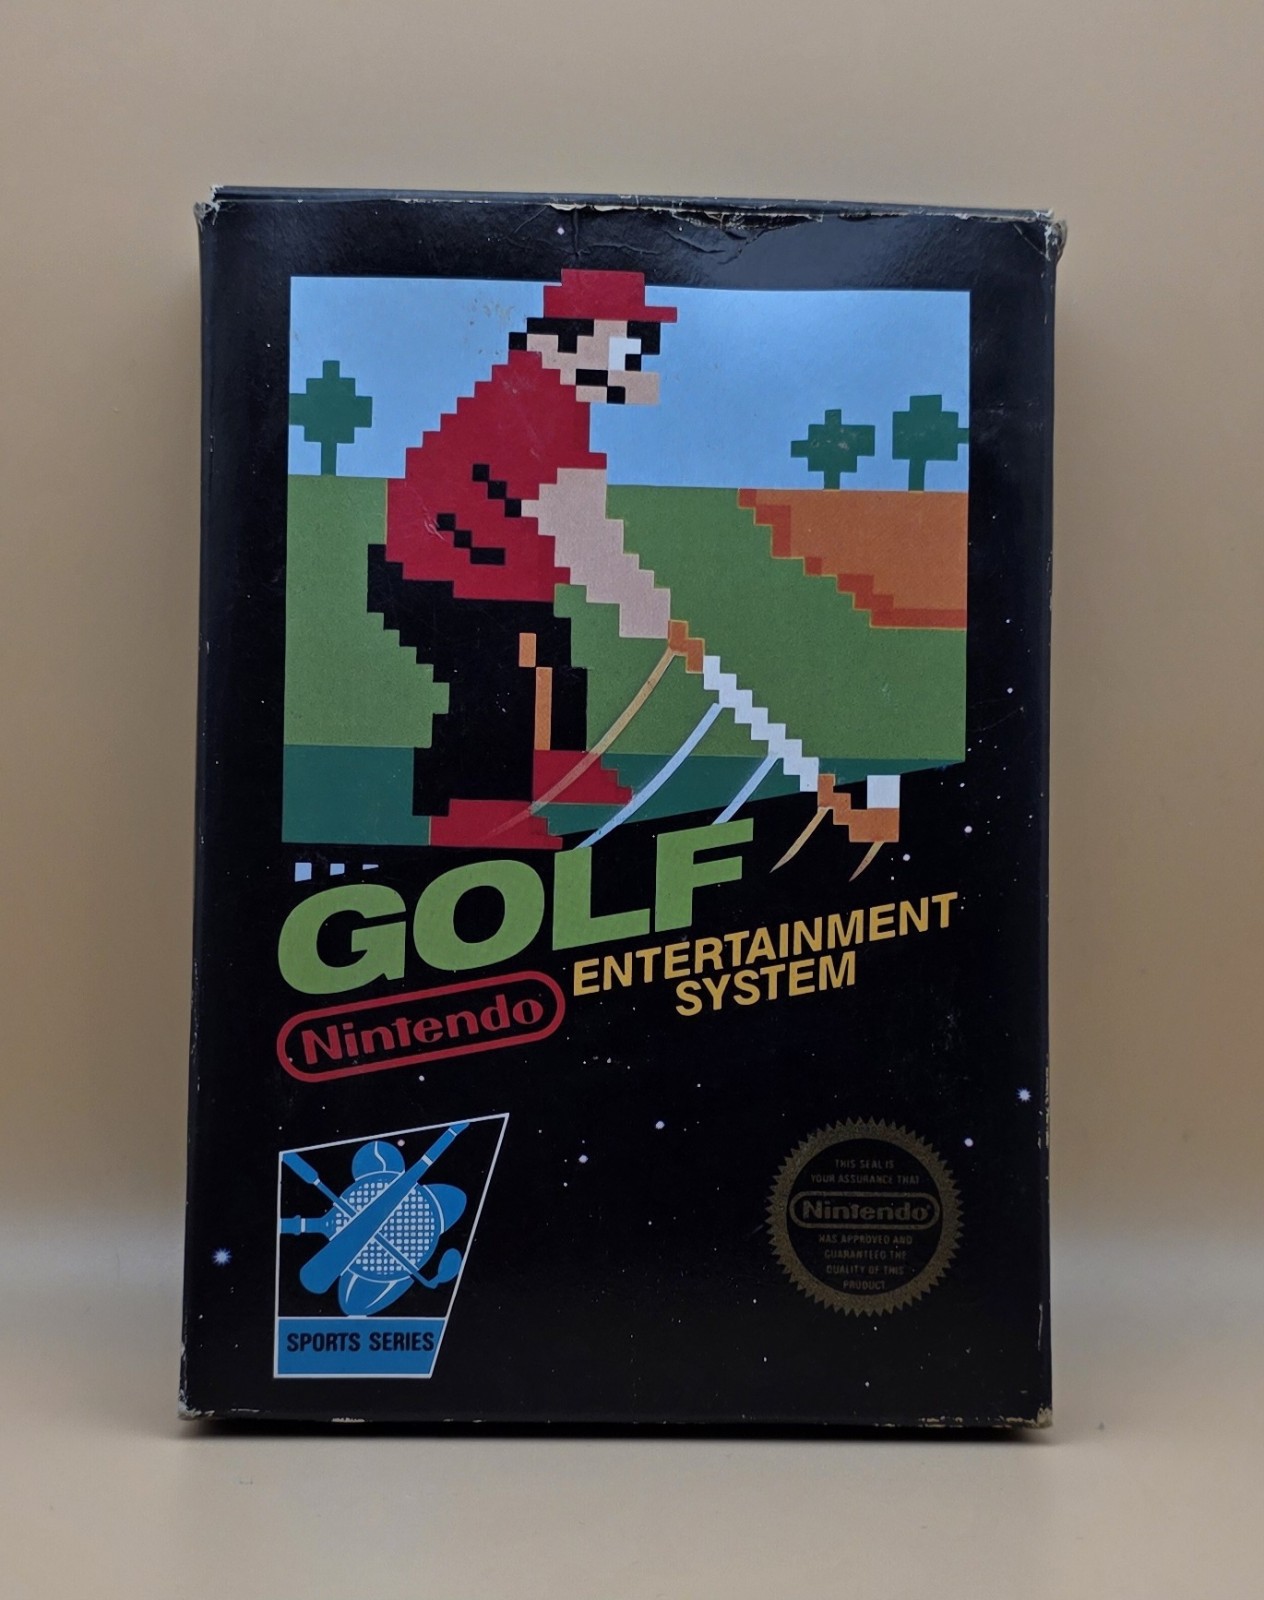 GOLF
Nintendo
ENTERTAINMENT
SYSTEM
SPORTS SERIES
THIS SEAL IS
YOUR ASSURANCE THAT
Nintendo®
HAS APPROVED AND
GUARANTEED THE
QUALITY OF THIS
PRODUCT.